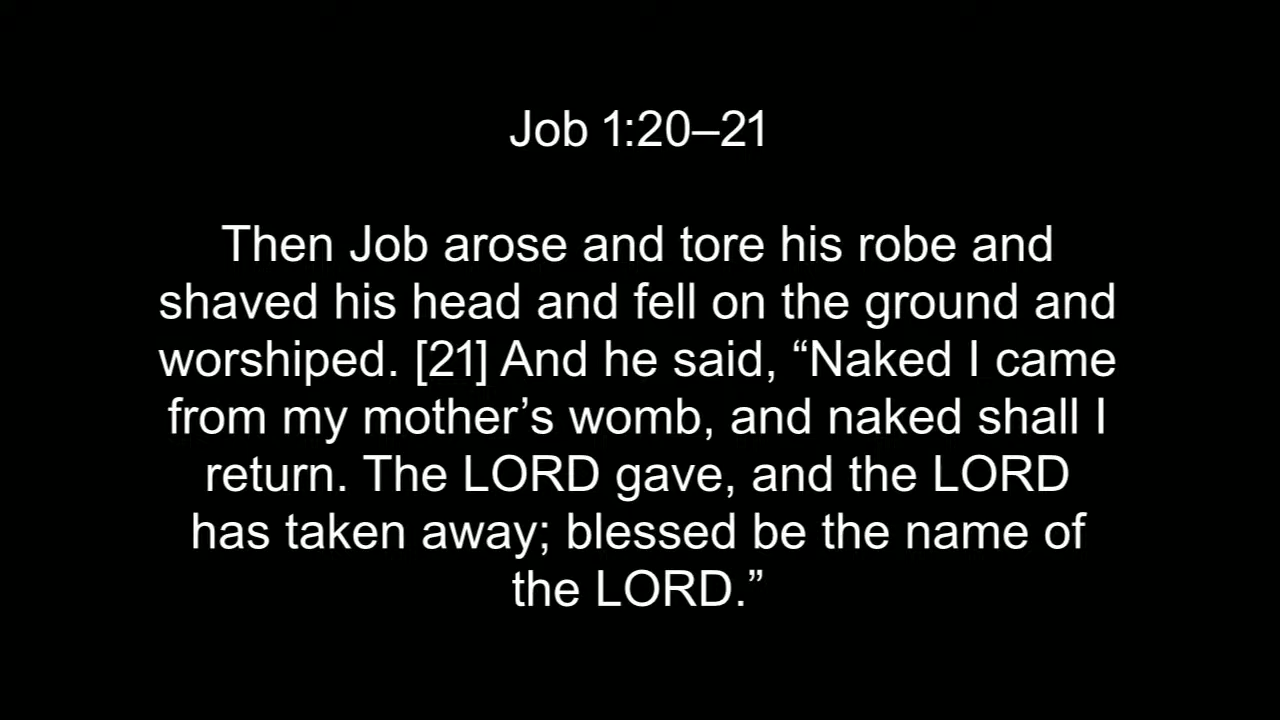 Job 1:20–21
Then Job arose and tore his robe and
shaved his head and fell on the ground and
worshiped. [21] And he said, “Naked I came
from my mother’s womb, and naked shall I
return. The LORD gave, and the LORD
has taken away; blessed be the name of
the LORD.”